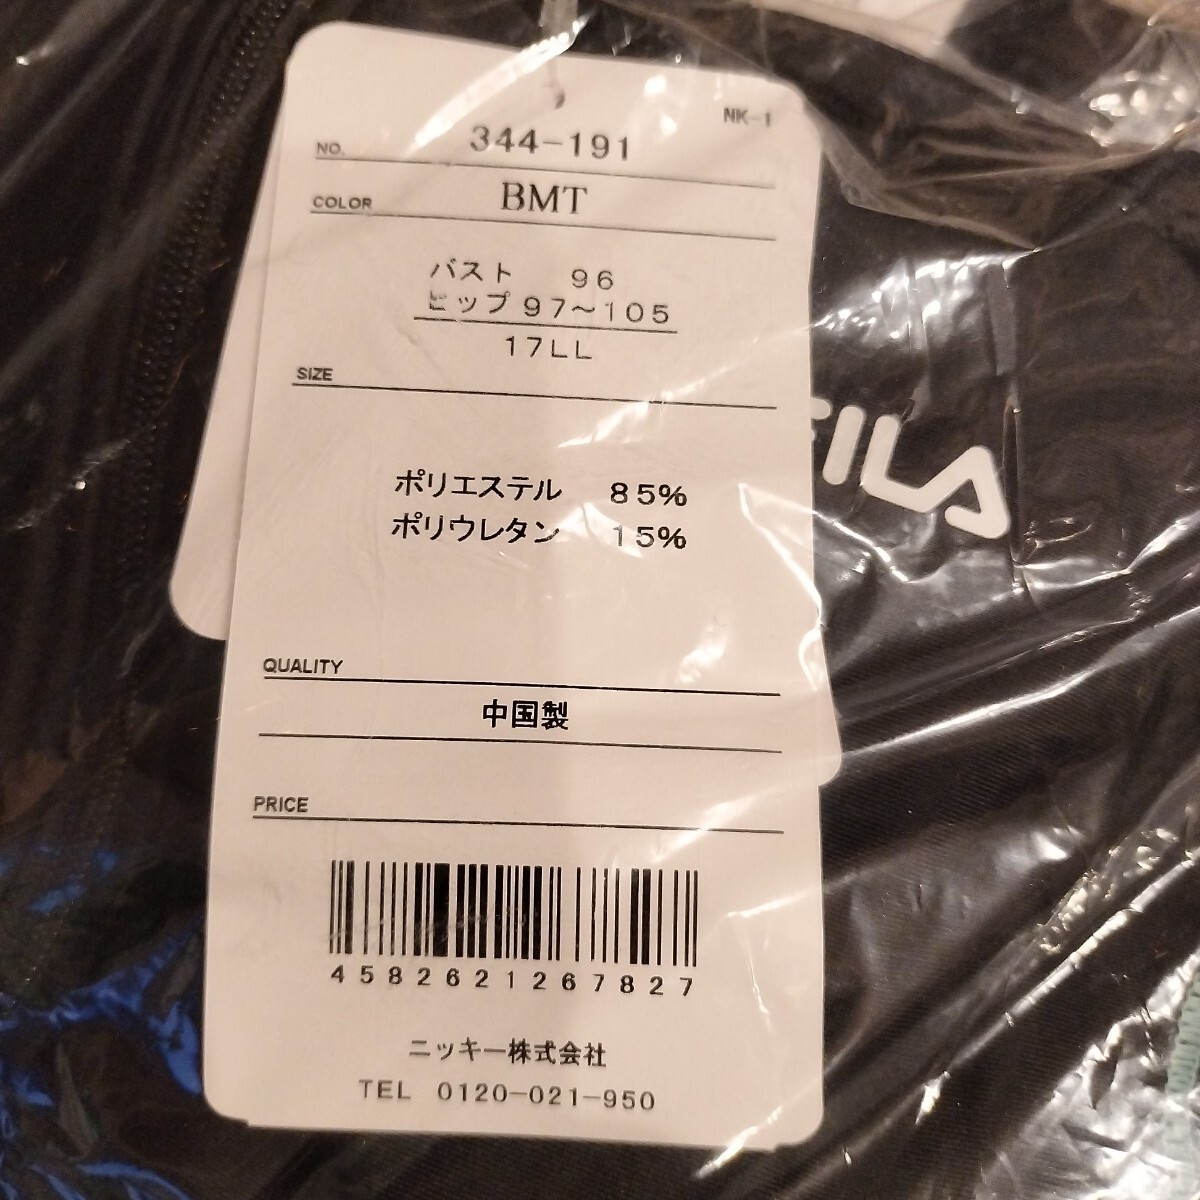 NK-1
NO. 344-191
COLOR BMT
バスト 96
ヒップ 97～105
17LL
SIZE
ポリエステル 85%
ポリウレタン 15%
QUALITY
中国製
PRICE
4582621267827
ニッキー株式会社
TEL 0120-021-950
FILA